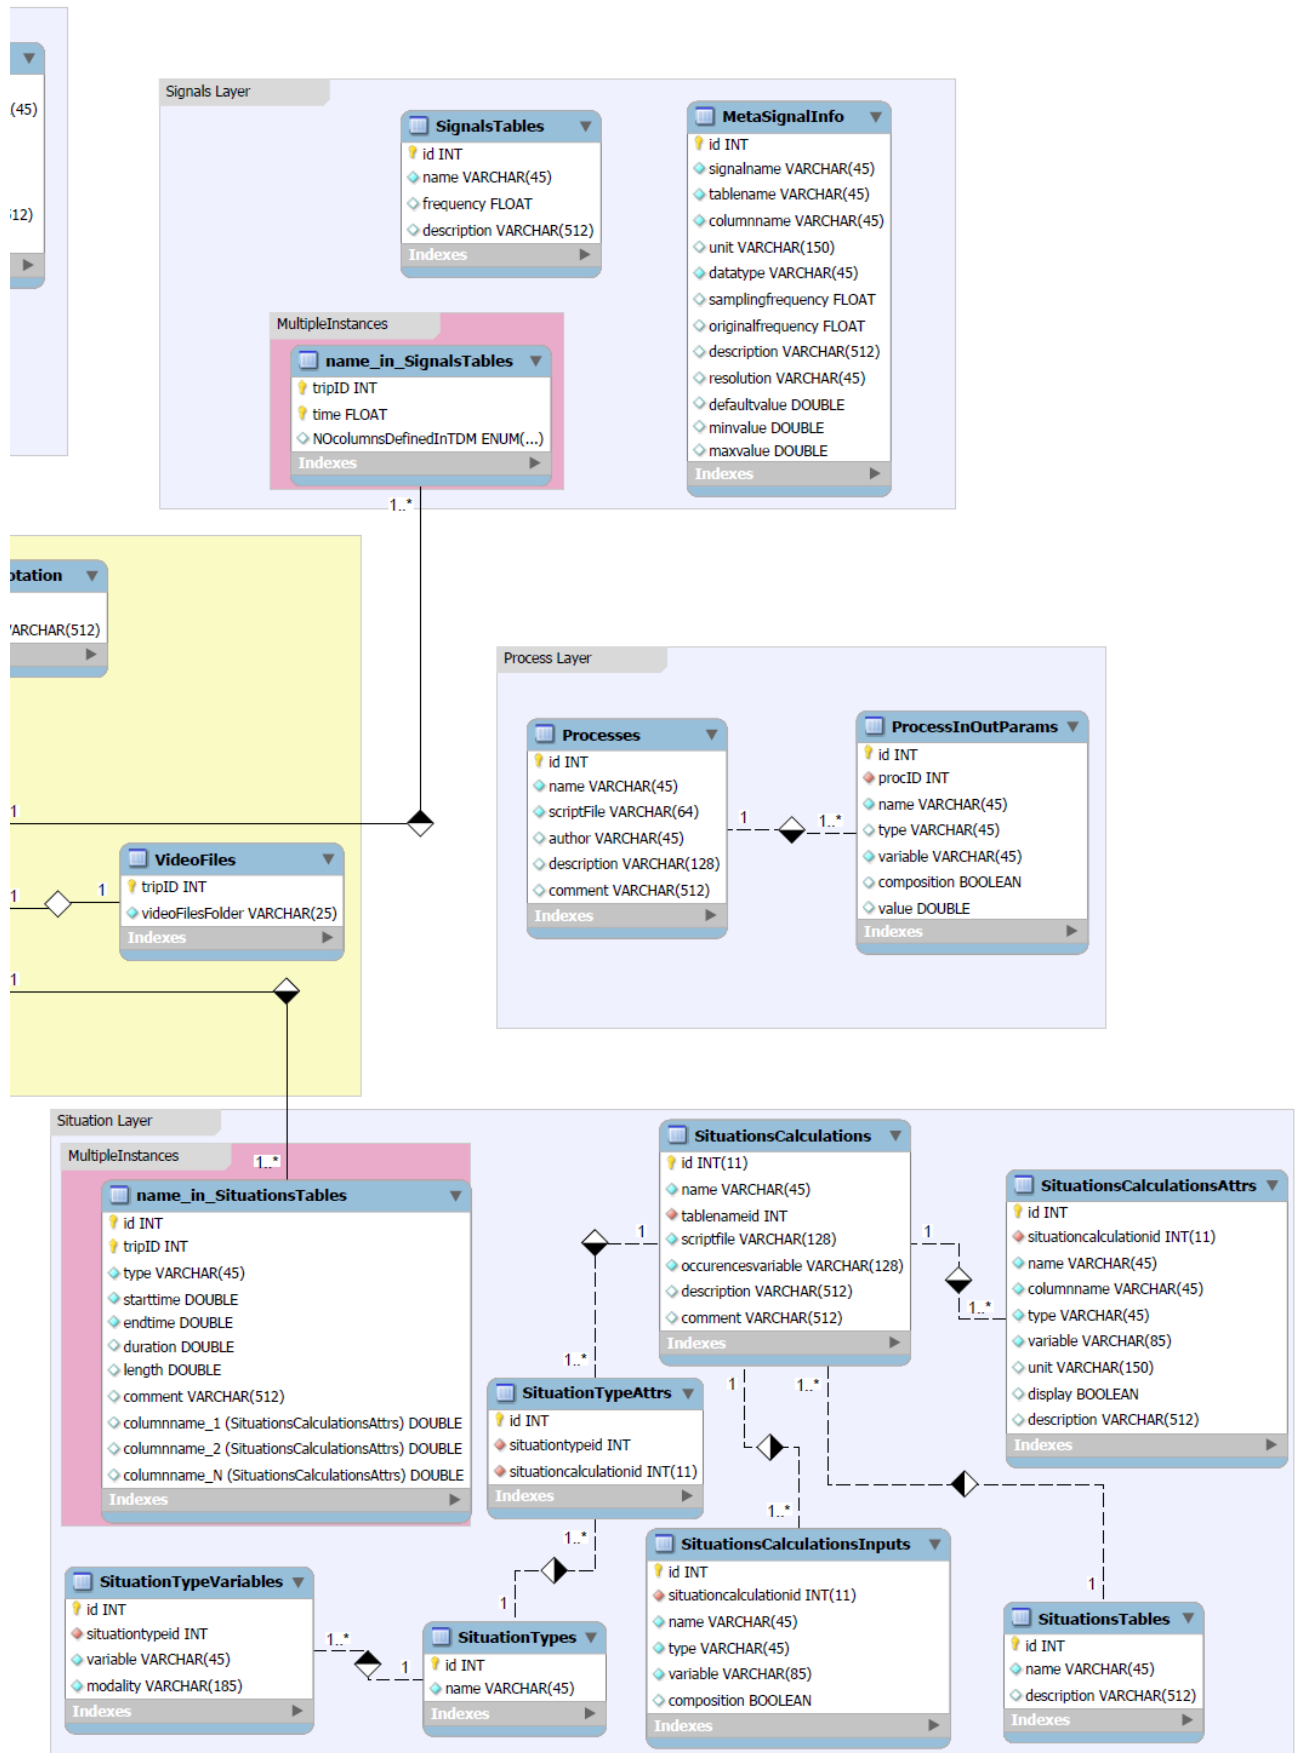 (45)
512)
Signals Layer
SignalsTables
id INT
name VARCHAR(45)
frequency FLOAT
description VARCHAR(512)
Indexes
MetaSignalInfo
id INT
signalname VARCHAR(45)
tablename VARCHAR(45)
columnname VARCHAR(45)
unit VARCHAR(150)
datatype VARCHAR(45)
samplingfrequency FLOAT
originalfrequency FLOAT
description VARCHAR(512)
resolution VARCHAR(45)
defaultvalue DOUBLE
minvalue DOUBLE
maxvalue DOUBLE
Indexes
MultipleInstances
name_in_SignalsTables
tripID INT
time FLOAT
NOcolumnsDefinedInTDM ENUM(...)
Indexes
1..*
otation
VARCHAR(512)
1
VideoFiles
tripID INT
videoFilesFolder VARCHAR(25)
Indexes
1
1
1
Process Layer
Processes
id INT
name VARCHAR(45)
scriptFile VARCHAR(64)
author VARCHAR(45)
description VARCHAR(128)
comment VARCHAR(512)
Indexes
1
1..*
ProcessInOutParams
id INT
procID INT
name VARCHAR(45)
type VARCHAR(45)
variable VARCHAR(45)
composition BOOLEAN
value DOUBLE
Indexes
Situation Layer
MultipleInstances
1..*
name_in_SituationsTables
id INT
tripID INT
type VARCHAR(45)
starttime DOUBLE
endtime DOUBLE
duration DOUBLE
length DOUBLE
comment VARCHAR(512)
columnname_1 (SituationsCalculationsAttrs) DOUBLE
columnname_2 (SituationsCalculationsAttrs) DOUBLE
columnname_N (SituationsCalculationsAttrs) DOUBLE
Indexes
SituationsCalculations
id INT(11)
name VARCHAR(45)
tablenameid INT
scriptfile VARCHAR(128)
occurencesvariable VARCHAR(128)
description VARCHAR(512)
comment VARCHAR(512)
Indexes
1
1
1..*
1..*
1
1..*
SituationsCalculationsAttrs
id INT
situationcalculationid INT(11)
name VARCHAR(45)
columnname VARCHAR(45)
type VARCHAR(45)
variable VARCHAR(85)
unit VARCHAR(150)
display BOOLEAN
description VARCHAR(512)
Indexes
SituationTypeAttrs
id INT
situationtypeid INT
situationcalculationid INT(11)
Indexes
1..*
1
1..*
1
SituationsCalculationsInputs
id INT
situationcalculationid INT(11)
name VARCHAR(45)
type VARCHAR(45)
variable VARCHAR(85)
composition BOOLEAN
Indexes
SituationTypeVariables
id INT
situationtypeid INT
variable VARCHAR(45)
modality VARCHAR(185)
Indexes
1..*
1
SituationTypes
id INT
name VARCHAR(45)
Indexes
SituationsTables
id INT
name VARCHAR(45)
description VARCHAR(512)
Indexes